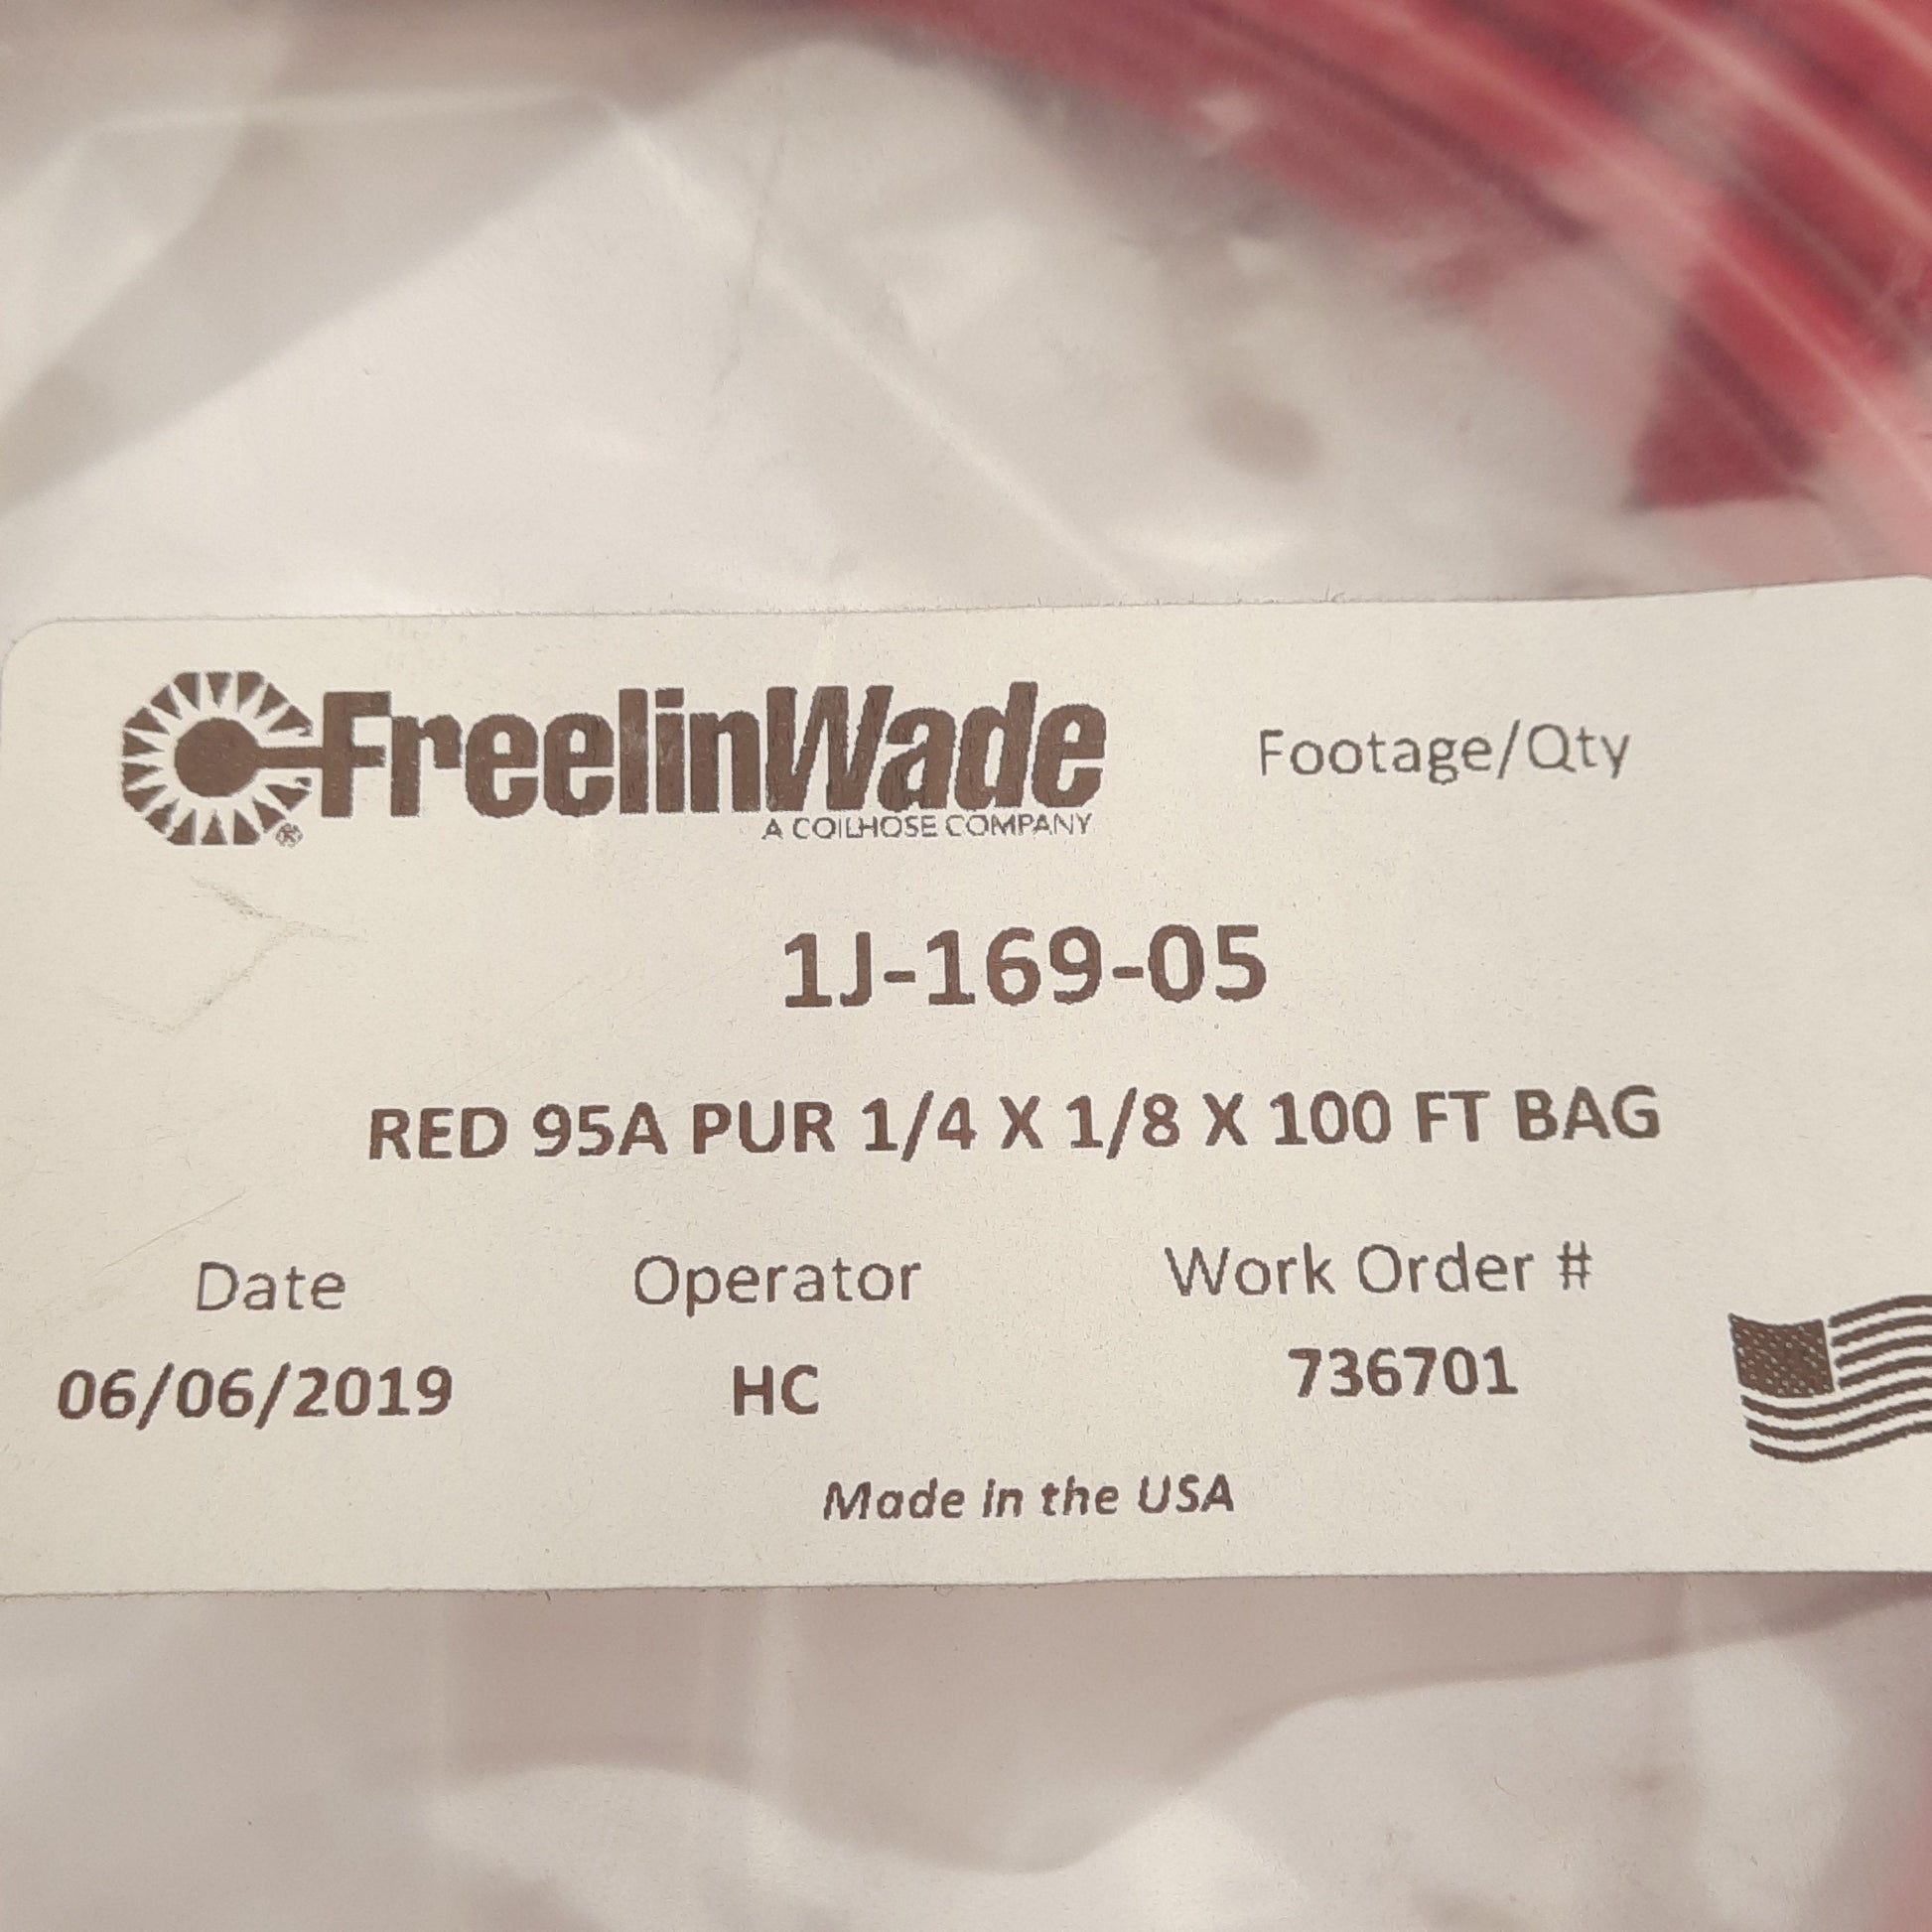 FreelinWade Footage/Qty
®
A COILHOSE COMPANY
1J-169-05
RED 95A PUR 1/4 X 1/8 X 100 FT BAG
Date Operator Work Order #
06/06/2019 HC 736701
Made in the USA